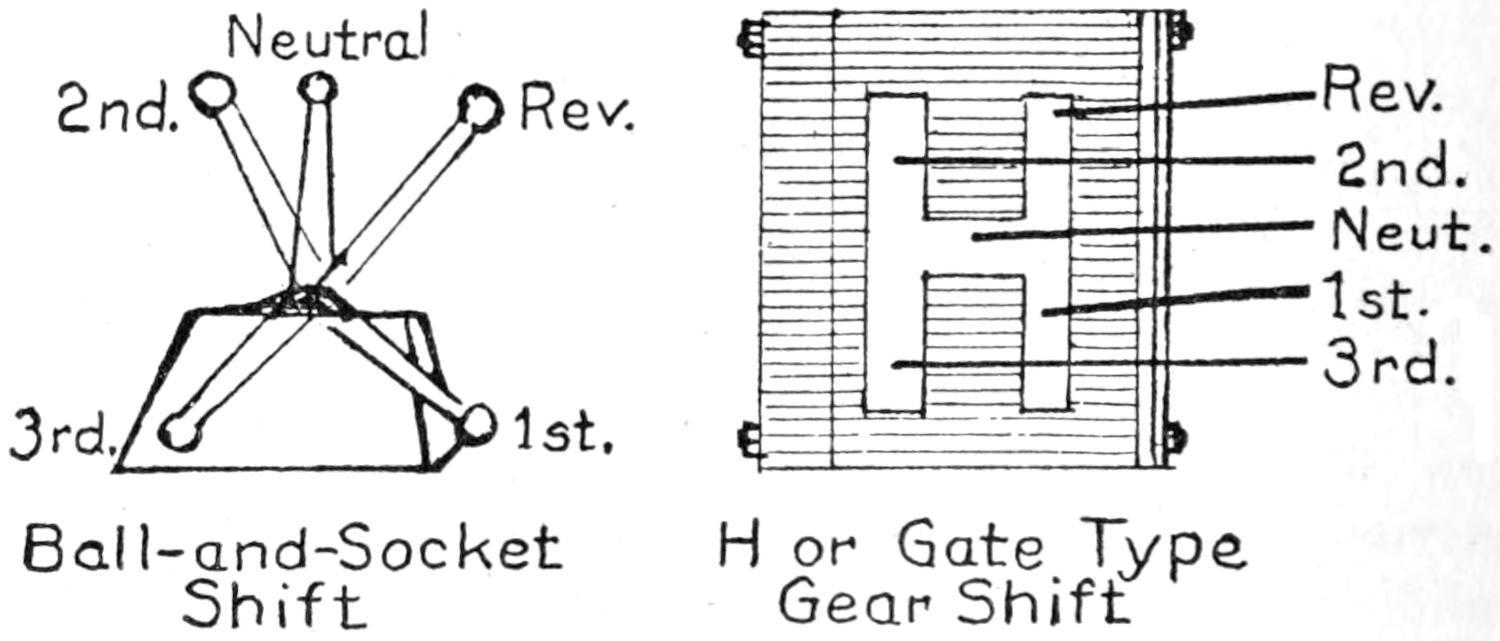 Neutral
2nd.
Rev.
3rd.
1st.
Ball-and-Socket
Shift
Rev.
2nd.
Neut.
1st.
3rd.
H or Gate Type
Gear Shift